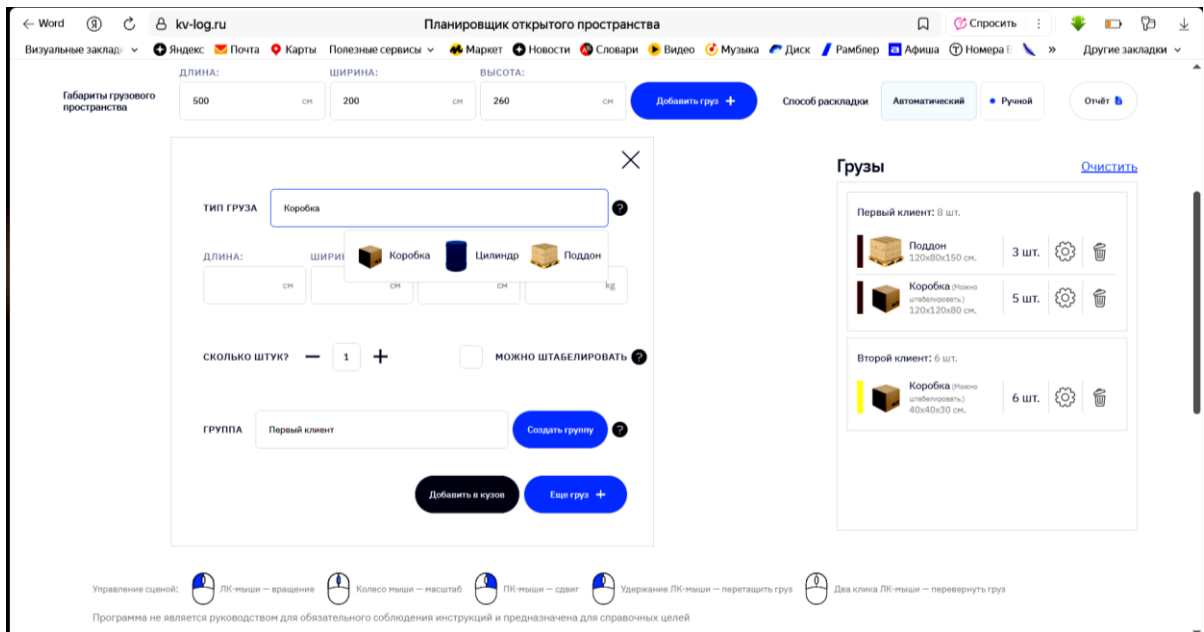 ← Word Я kv-log.ru Планировщик открытого пространства Спросить
Визуальные заклад Яндекс Почта Карты Полезные сервисы Маркет Новости Словари Видео Музыка Диск Рамблер Афиша Номера » Другие закладки
ДЛИНА: ШИРИНА: ВЫСОТА:
Габариты грузового пространства 500 СМ 200 СМ 260 СМ Добавить груз + Способ раскладки Автоматический Ручной Отчёт
Грузы Очистить
ТИП ГРУЗА Коробка ?
Коробка Цилиндр Поддон
ДЛИНА: ШИРИ
СМ СМ СМ kg
СКОЛЬКО ШТУК? — 1 + МОЖНО ШТАБЕЛИРОВАТЬ ?
ГРУППА Первый клиент Создать группу ?
Добавить в кузов Еще груз +
Первый клиент: 8 шт.
Поддон
120x80x150 см. 3 шт.
Коробка (Можно
штабелировать.) 5 шт.
120x120x80 см.
Второй клиент: 6 шт.
Коробка (Можно
штабелировать.) 6 шт.
40x40x30 см.
Управление сценой: ЛК-мыши — вращение Колесо мыши — масштаб ПК-мыши — сдвиг Удержание ЛК-мыши — перетащить груз Два клика ЛК-мыши — перевернуть груз
Программа не является руководством для обязательного соблюдения инструкций и предназначена для справочных целей